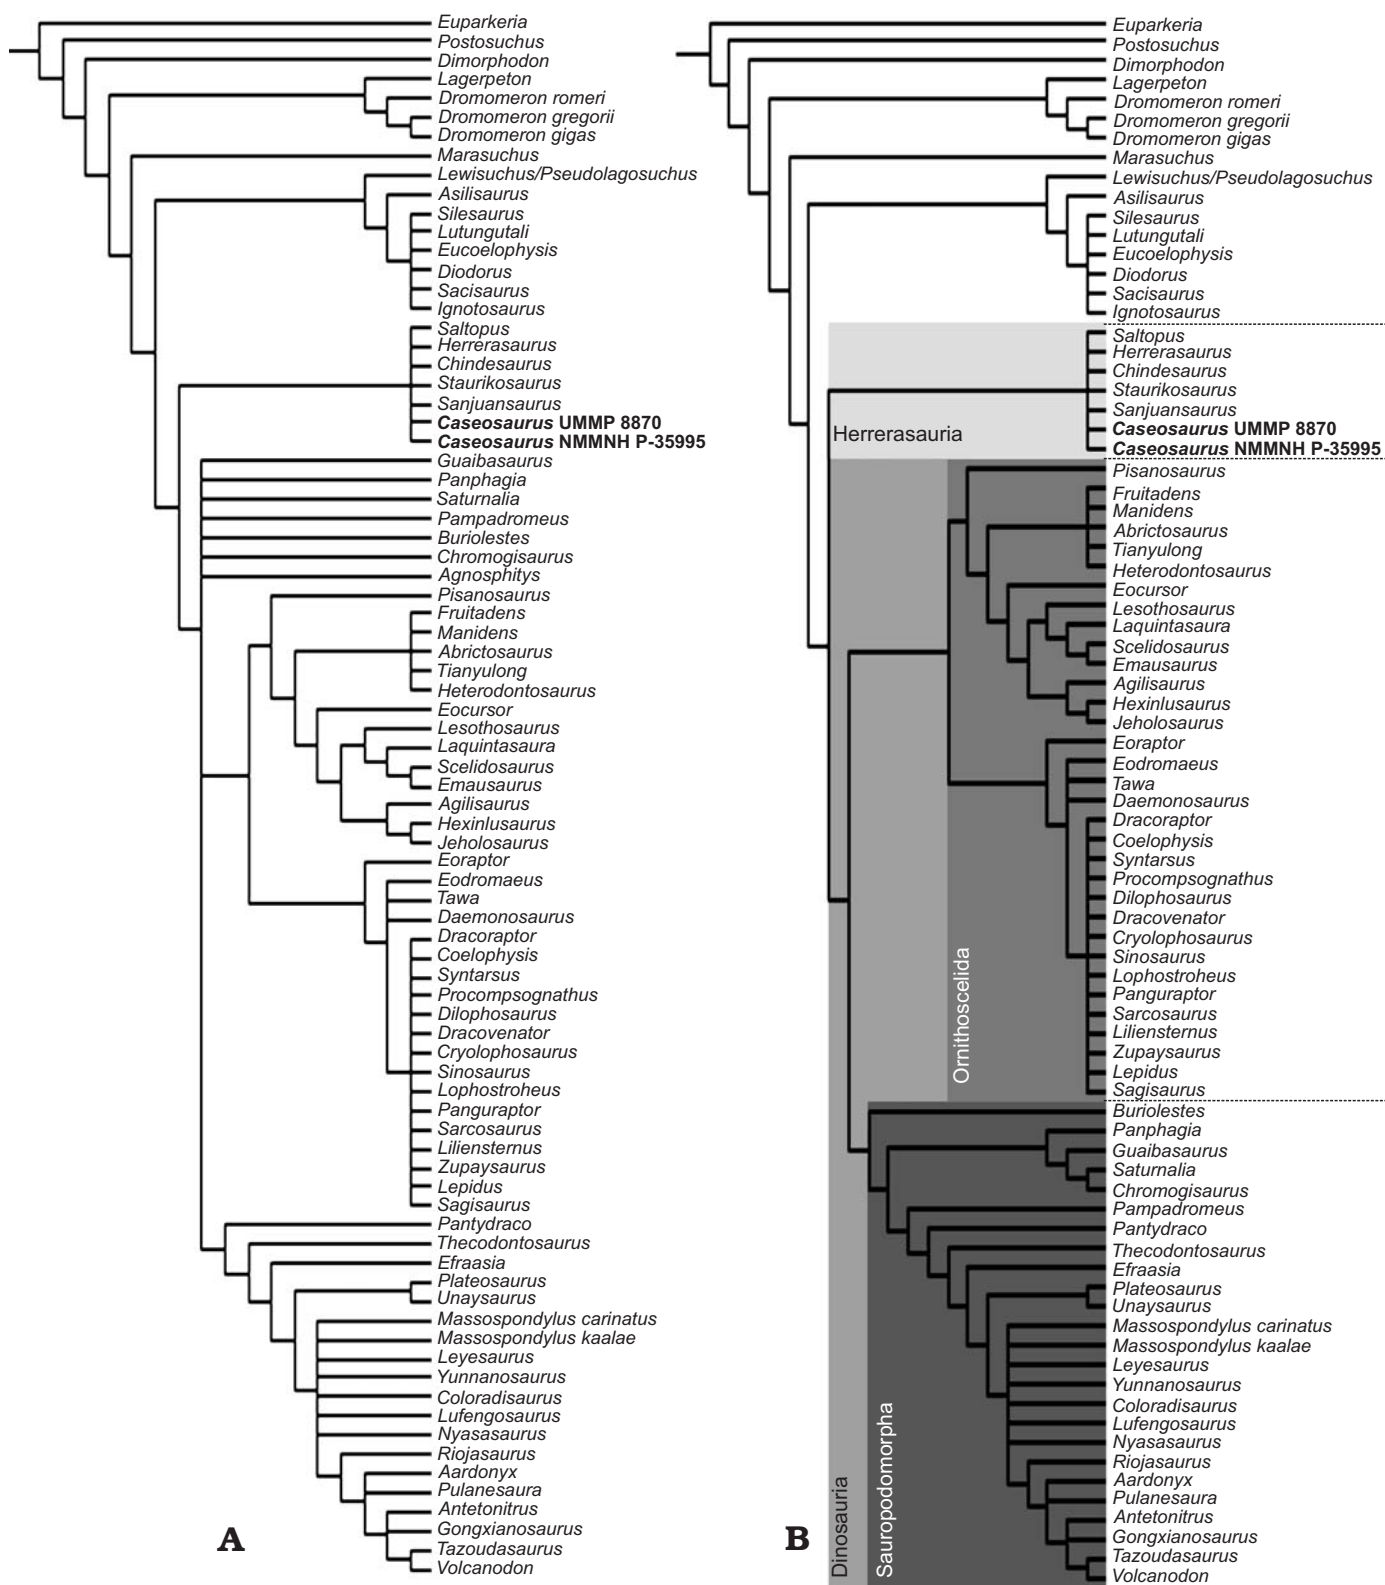 Euparkeria
Postosuchus
Dimorphodon
Lagerpeton
Dromomeron romeri
Dromomeron gregorii
Dromomeron gigas
Marasuchus
Lewisuchus/Pseudolagosuchus
Asilisaurus
Silesaurus
Lutungutali
Eucoelophysis
Diodorus
Sacisaurus
Ignotosaurus
Saltopus
Herrerasaurus
Chindesaurus
Staurikosaurus
Sanjuansaurus
Caseosaurus UMMP 8870
Caseosaurus NMMNH P-35995
Guaibasaurus
Panphagia
Saturnalia
Pampadromeus
Buriolestes
Chromogisaurus
Agnosphitys
Pisanosaurus
Fruitadens
Manidens
Abrictosaurus
Tianyulong
Heterodontosaurus
Eocursor
Lesothosaurus
Laquintasaura
Scelidosaurus
Emausaurus
Agilisaurus
Hexinlusaurus
Jeholosaurus
Eoraptor
Eodromaeus
Tawa
Daemonosaurus
Dracoraptor
Coelophysis
Syntarsus
Procompsognathus
Dilophosaurus
Dracovenator
Cryolophosaurus
Sinosaurus
Lophostroheus
Panguraptor
Sarcosaurus
Liliensternus
Zupaysaurus
Lepidus
Sagisaurus
Pantydraco
Thecodontosaurus
Efraasia
Plateosaurus
Unaysaurus
Massospondylus carinatus
Massospondylus kaalae
Leyesaurus
Yunnanosaurus
Coloradisaurus
Lufengosaurus
Nyasasaurus
Riojasaurus
Aardonyx
Pulanesaura
Antetonitrus
Gongxianosaurus
Tazoudasaurus
Volcanodon
A
Euparkeria
Postosuchus
Dimorphodon
Lagerpeton
Dromomeron romeri
Dromomeron gregorii
Dromomeron gigas
Marasuchus
Lewisuchus/Pseudolagosuchus
Asilisaurus
Silesaurus
Lutungutali
Eucoelophysis
Diodorus
Sacisaurus
Ignotosaurus
Saltopus
Herrerasaurus
Chindesaurus
Staurikosaurus
Sanjuansaurus
Caseosaurus UMMP 8870
Caseosaurus NMMNH P-35995
Herrerasauria
Pisanosaurus
Fruitadens
Manidens
Abrictosaurus
Tianyulong
Heterodontosaurus
Eocursor
Lesothosaurus
Laquintasaura
Scelidosaurus
Emausaurus
Agilisaurus
Hexinlusaurus
Jeholosaurus
Eoraptor
Eodromaeus
Tawa
Daemonosaurus
Dracoraptor
Coelophysis
Syntarsus
Procompsognathus
Dilophosaurus
Dracovenator
Cryolophosaurus
Sinosaurus
Lophostroheus
Panguraptor
Sarcosaurus
Liliensternus
Zupaysaurus
Lepidus
Sagisaurus
Ornithoscelida
Buriolestes
Panphagia
Guaibasaurus
Saturnalia
Chromogisaurus
Pampadromeus
Pantydraco
Thecodontosaurus
Efraasia
Plateosaurus
Unaysaurus
Massospondylus carinatus
Massospondylus kaalae
Leyesaurus
Yunnanosaurus
Coloradisaurus
Lufengosaurus
Nyasasaurus
Riojasaurus
Aardonyx
Pulanesaura
Antetonitrus
Gongxianosaurus
Tazoudasaurus
Volcanodon
Sauropodomorpha
Dinosauria
B